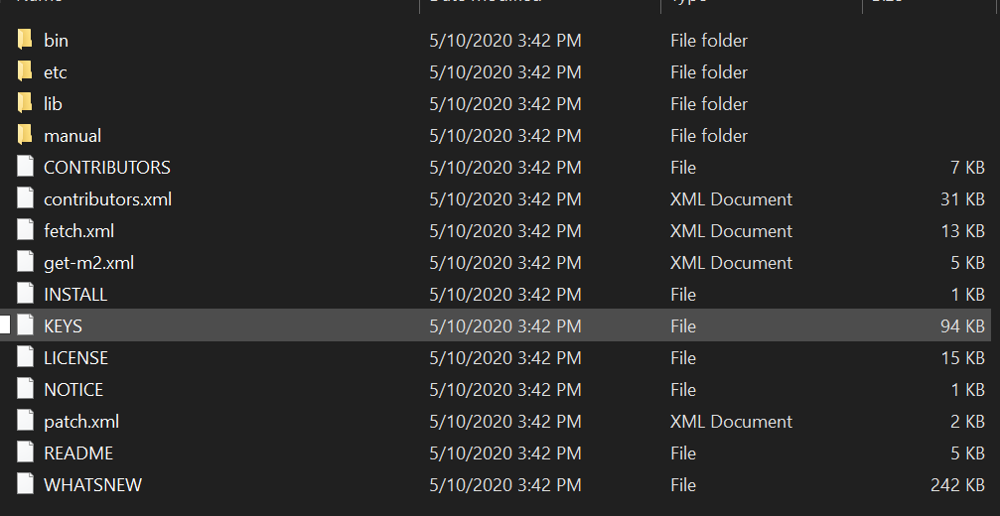 bin 5/10/2020 3:42 PM File folder
etc 5/10/2020 3:42 PM File folder
lib 5/10/2020 3:42 PM File folder
manual 5/10/2020 3:42 PM File folder
CONTRIBUTORS 5/10/2020 3:42 PM File 7 KB
contributors.xml 5/10/2020 3:42 PM XML Document 31 KB
fetch.xml 5/10/2020 3:42 PM XML Document 13 KB
get-m2.xml 5/10/2020 3:42 PM XML Document 5 KB
INSTALL 5/10/2020 3:42 PM File 1 KB
KEYS 5/10/2020 3:42 PM File 94 KB
LICENSE 5/10/2020 3:42 PM File 15 KB
NOTICE 5/10/2020 3:42 PM File 1 KB
patch.xml 5/10/2020 3:42 PM XML Document 2 KB
README 5/10/2020 3:42 PM File 5 KB
WHATSNEW 5/10/2020 3:42 PM File 242 KB